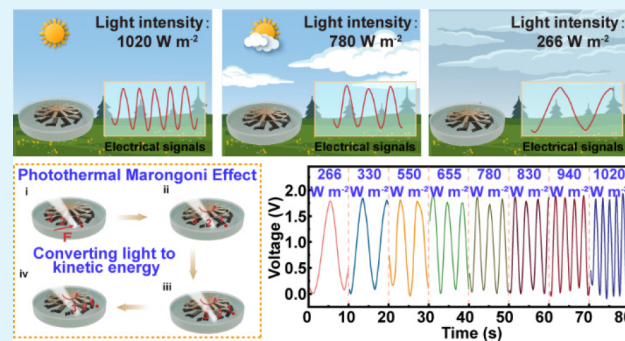 Light intensity:
1020 W m⁻²
Electrical signals
Light intensity:
780 W m⁻²
Electrical signals
Light intensity:
266 W m⁻²
Electrical signals
Photothermal Marongoni Effect
i
ii
F
Converting light to
kinetic energy
iv
iii
266 330 550 655 780 830 940 1020
W m⁻² W m⁻² W m⁻² W m⁻² W m⁻² W m⁻² W m⁻² W m⁻²
Voltage (V)
2.0
1.5
1.0
0.5
0.0
0 10 20 30 40 50 60 70 80
Time (s)